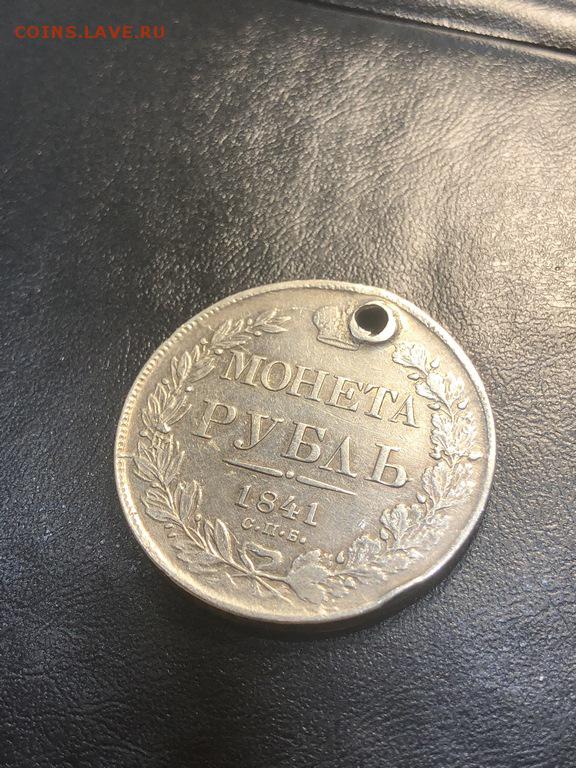 COINS.LAVE.RU
МОНЕТА
РУБЛЬ
1841
С.П.Б.